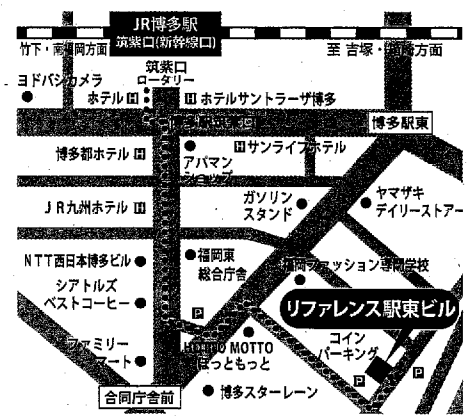 JR博多駅
筑紫口(新幹線口)
竹下・南福岡方面
至 吉塚・
方面
筑紫口
ロータリー
ヨドバシカメラ
ホテル H
H ホテルサントラーザ博多
博多駅東
博多都ホテル H
アパマン
ショップ
H サンライフホテル
JR九州ホテル H
ガソリン
スタンド
ヤマザキ
デイリーストアー
NTT西日本博多ビル
福岡東
総合庁舎
福岡ファッション専門学校
シアトルズ
ベストコーヒー
P
リファレンス駅東ビル
ファミリー
マート
HOTTO MOTTO
ほっともっと
コイン
パーキング
P
P
合同庁舎前
博多スターレーン